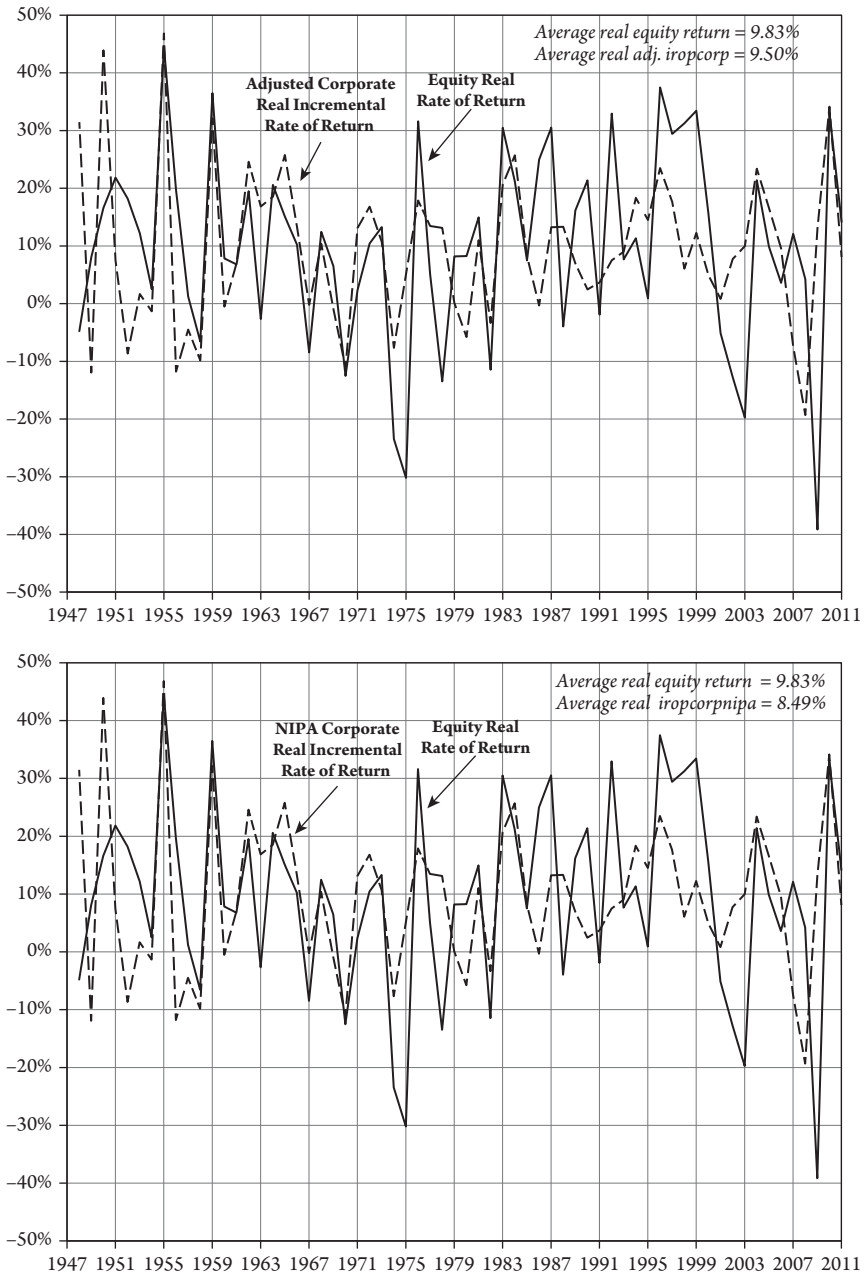 50%
Average real equity return = 9.83%
Average real adj. iropcorp = 9.50%
40%
Adjusted Corporate
Real Incremental
Rate of Return
Equity Real
Rate of Return
30%
20%
10%
0%
–10%
–20%
–30%
–40%
–50%
1947 1951 1955 1959 1963 1967 1971 1975 1979 1983 1987 1991 1995 1999 2003 2007 2011
50%
Average real equity return = 9.83%
Average real iropcorpnipa = 8.49%
40%
NIPA Corporate
Real Incremental
Rate of Return
Equity Real
Rate of Return
30%
20%
10%
0%
–10%
–20%
–30%
–40%
–50%
1947 1951 1955 1959 1963 1967 1971 1975 1979 1983 1987 1991 1995 1999 2003 2007 2011